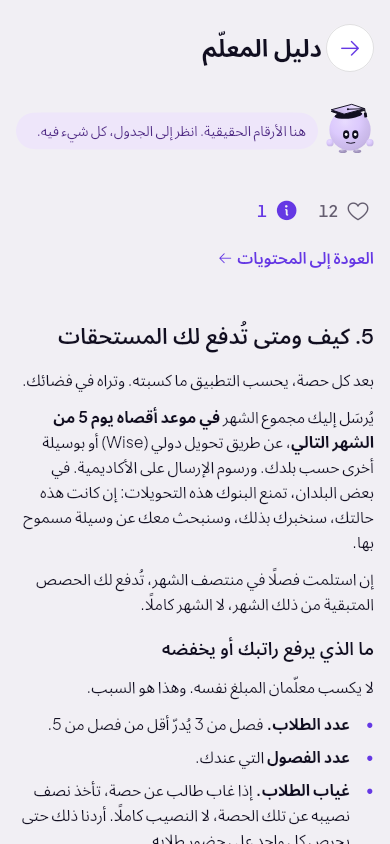 دليل المعلّم
هنا الأرقام الحقيقية. انظر إلى الجدول، كل شيء فيه.
12 1
العودة إلى المحتويات ←
5. كيف ومتى تُدفع لك المستحقات
بعد كل حصة، يحسب التطبيق ما كسبته. وتراه في فضائك.
يُرسَل إليك مجموع الشهر في موعد أقصاه يوم 5 من
الشهر التالي، عن طريق تحويل دولي (Wise) أو بوسيلة
أخرى حسب بلدك. ورسوم الإرسال على الأكاديمية. في
بعض البلدان، تمنع البنوك هذه التحويلات: إن كانت هذه
حالتك، سنخبرك بذلك، وسنبحث معك عن وسيلة مسموح
بها.
إن استلمت فصلًا في منتصف الشهر، تُدفع لك الحصص
المتبقية من ذلك الشهر، لا الشهر كاملًا.
ما الذي يرفع راتبك أو يخفضه
لا يكسب معلّمان المبلغ نفسه. وهذا هو السبب.
• عدد الطلاب. فصل من 3 يُدرّ أقل من فصل من 5.
• عدد الفصول التي عندك.
• غياب الطلاب. إذا غاب طالب عن حصة، تأخذ نصف
نصيبه عن تلك الحصة، لا النصيب كاملًا. أردنا ذلك حتى
يحرص كل واحد على حضور طلابه